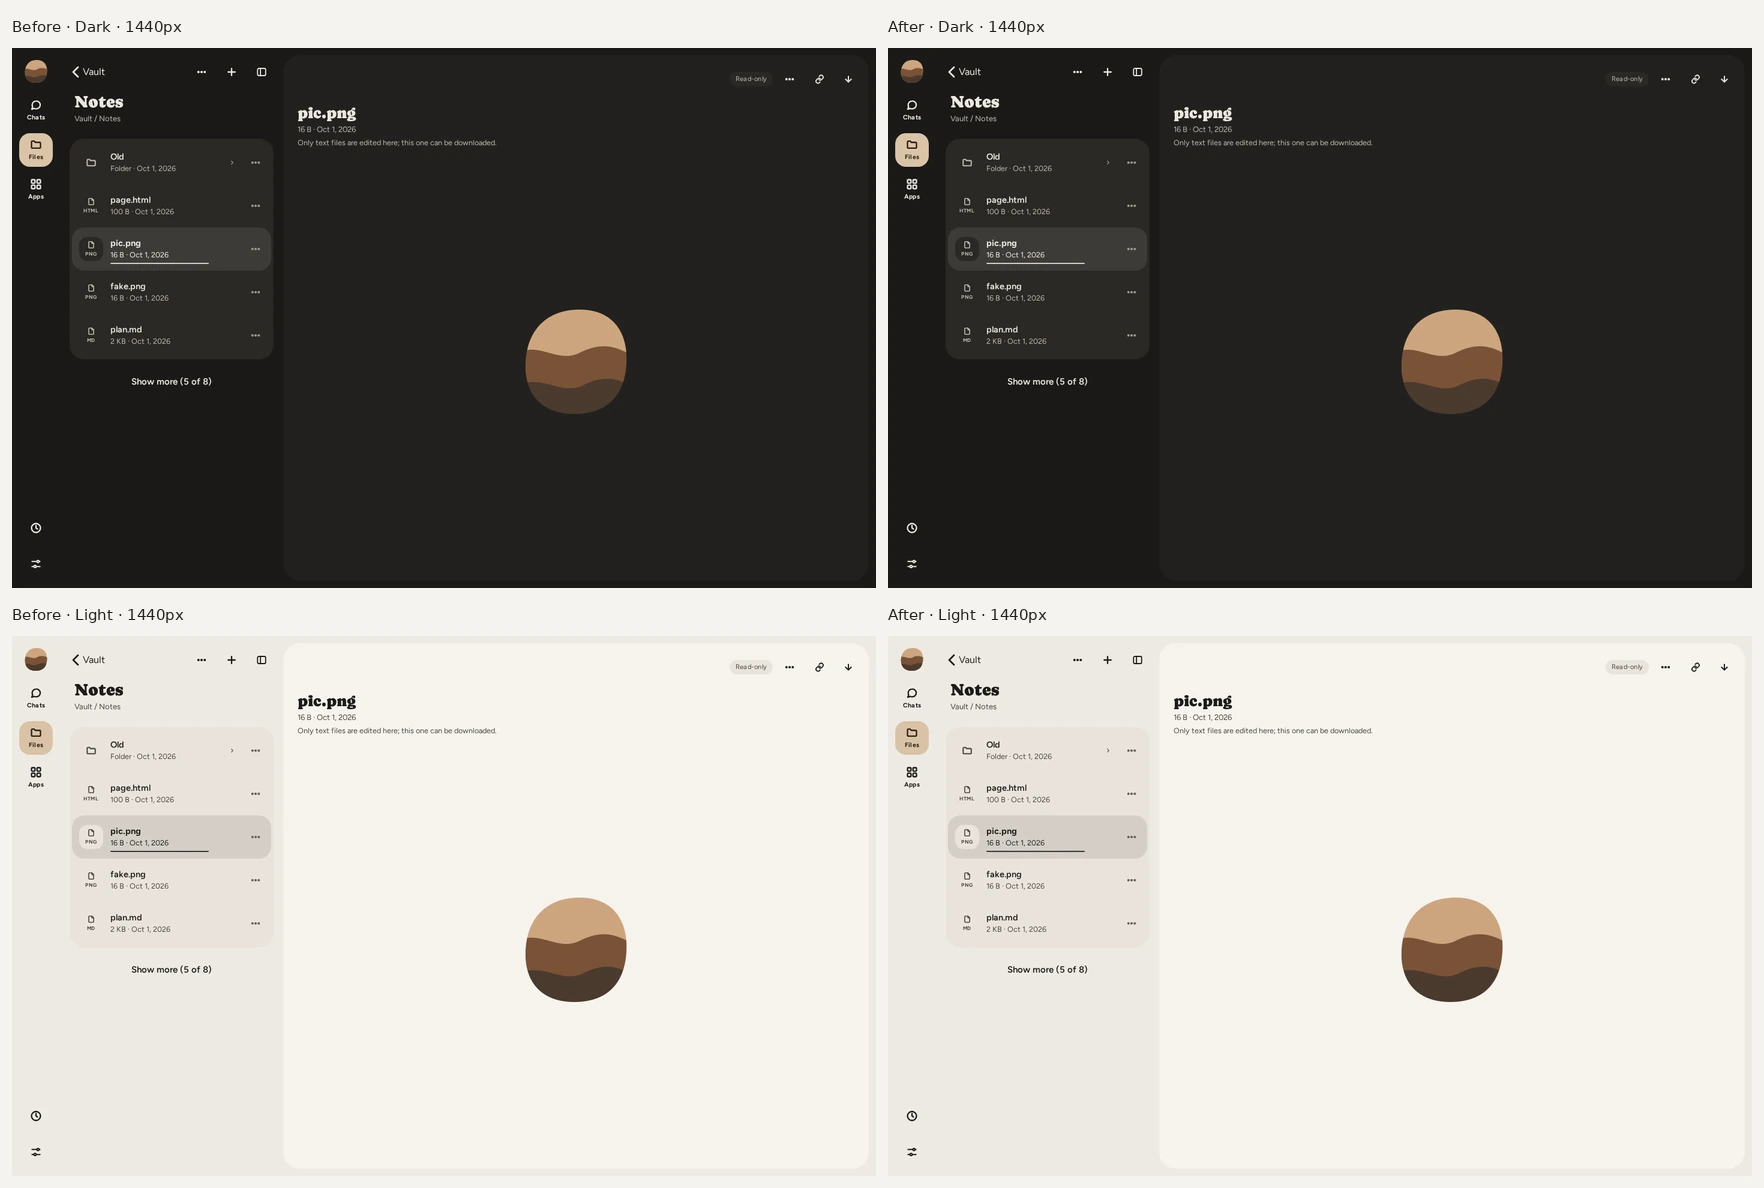 Before · Dark · 1440px
Vault
Chats
Files
Apps
Notes
Vault / Notes
Old
Folder · Oct 1, 2026
HTML
page.html
100 B · Oct 1, 2026
PNG
pic.png
16 B · Oct 1, 2026
PNG
fake.png
16 B · Oct 1, 2026
MD
plan.md
2 KB · Oct 1, 2026
Show more (5 of 8)
Read-only
pic.png
16 B · Oct 1, 2026
Only text files are edited here; this one can be downloaded.
After · Dark · 1440px
Vault
Chats
Files
Apps
Notes
Vault / Notes
Old
Folder · Oct 1, 2026
HTML
page.html
100 B · Oct 1, 2026
PNG
pic.png
16 B · Oct 1, 2026
PNG
fake.png
16 B · Oct 1, 2026
MD
plan.md
2 KB · Oct 1, 2026
Show more (5 of 8)
Read-only
pic.png
16 B · Oct 1, 2026
Only text files are edited here; this one can be downloaded.
Before · Light · 1440px
Vault
Chats
Files
Apps
Notes
Vault / Notes
Old
Folder · Oct 1, 2026
HTML
page.html
100 B · Oct 1, 2026
PNG
pic.png
16 B · Oct 1, 2026
PNG
fake.png
16 B · Oct 1, 2026
MD
plan.md
2 KB · Oct 1, 2026
Show more (5 of 8)
Read-only
pic.png
16 B · Oct 1, 2026
Only text files are edited here; this one can be downloaded.
After · Light · 1440px
Vault
Chats
Files
Apps
Notes
Vault / Notes
Old
Folder · Oct 1, 2026
HTML
page.html
100 B · Oct 1, 2026
PNG
pic.png
16 B · Oct 1, 2026
PNG
fake.png
16 B · Oct 1, 2026
MD
plan.md
2 KB · Oct 1, 2026
Show more (5 of 8)
Read-only
pic.png
16 B · Oct 1, 2026
Only text files are edited here; this one can be downloaded.